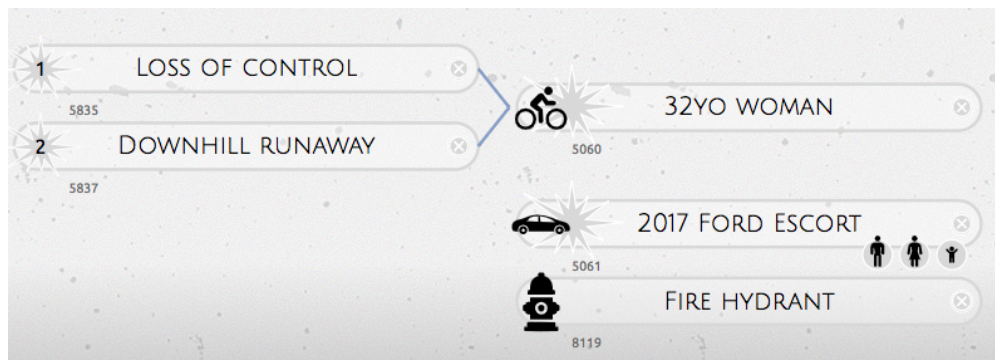 1 Loss of control
5835
2 Downhill runaway
5837
32yo woman
5060
2017 Ford Escort
5061
Fire hydrant
8119